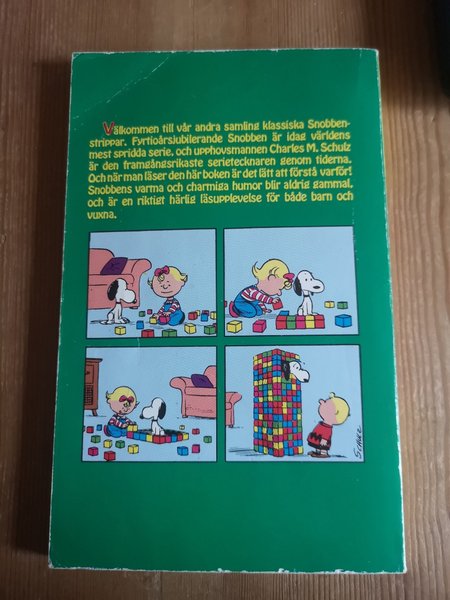 Välkommen till vår andra samling klassiska Snobben-
strippar. Fyrtioårsjubilerande Snobben är idag världens
mest spridda serie, och upphovsmannen Charles M. Schulz
är den framgångsrikaste serietecknaren genom tiderna.
Och när man läser den här boken är det lätt att förstå varför!
Snobbens varma och charmiga humor blir aldrig gammal,
och är en riktigt härlig läsupplevelse för både barn och
vuxna.
Schulz